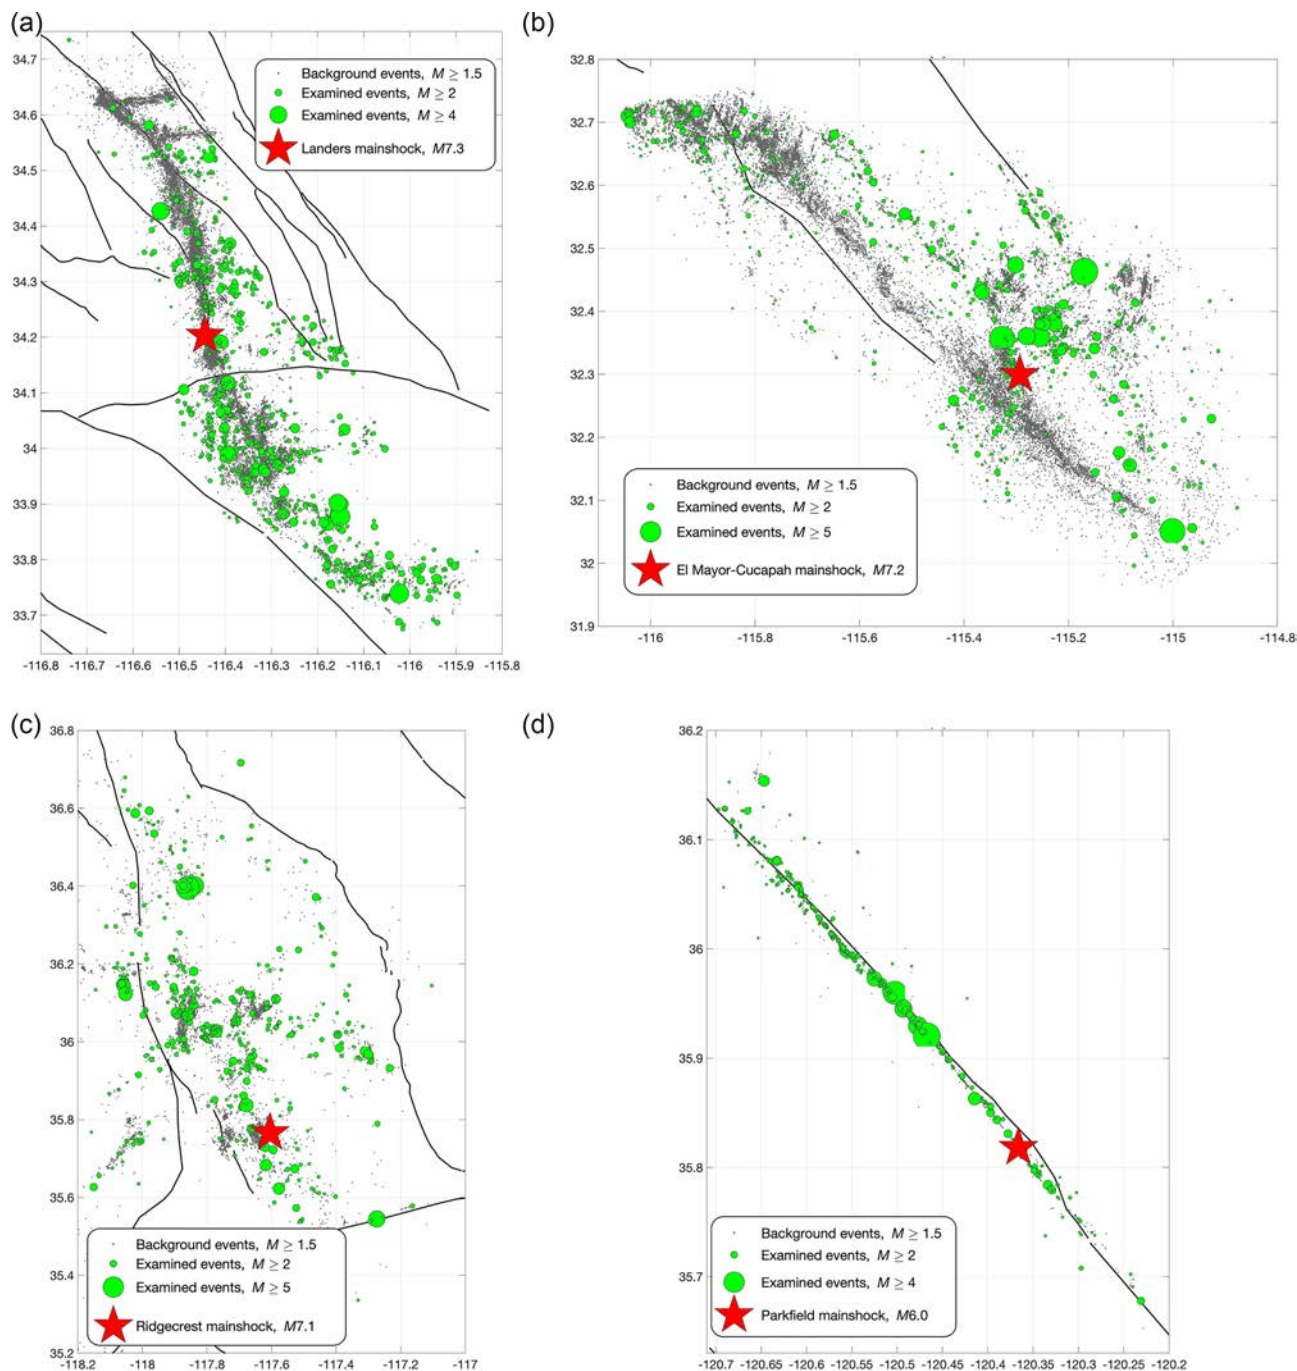 (a)
34.7
34.6
34.5
34.4
34.3
34.2
34.1
34
33.9
33.8
33.7
-116.8 -116.7 -116.6 -116.5 -116.4 -116.3 -116.2 -116.1 -116 -115.9 -115.8
Background events, M ≥ 1.5
Examined events, M ≥ 2
Examined events, M ≥ 4
Landers mainshock, M7.3
(b)
32.8
32.7
32.6
32.5
32.4
32.3
32.2
32.1
32
31.9
-116 -115.8 -115.6 -115.4 -115.2 -115 -114.8
Background events, M ≥ 1.5
Examined events, M ≥ 2
Examined events, M ≥ 5
El Mayor-Cucapah mainshock, M7.2
(c)
36.8
36.6
36.4
36.2
36
35.8
35.6
35.4
35.2
-118.2 -118 -117.8 -117.6 -117.4 -117.2 -117
Background events, M ≥ 1.5
Examined events, M ≥ 2
Examined events, M ≥ 5
Ridgecrest mainshock, M7.1
(d)
36.2
36.1
36
35.9
35.8
35.7
-120.7 -120.65 -120.6 -120.55 -120.5 -120.45 -120.4 -120.35 -120.3 -120.25 -120.2
Background events, M ≥ 1.5
Examined events, M ≥ 2
Examined events, M ≥ 4
Parkfield mainshock, M6.0